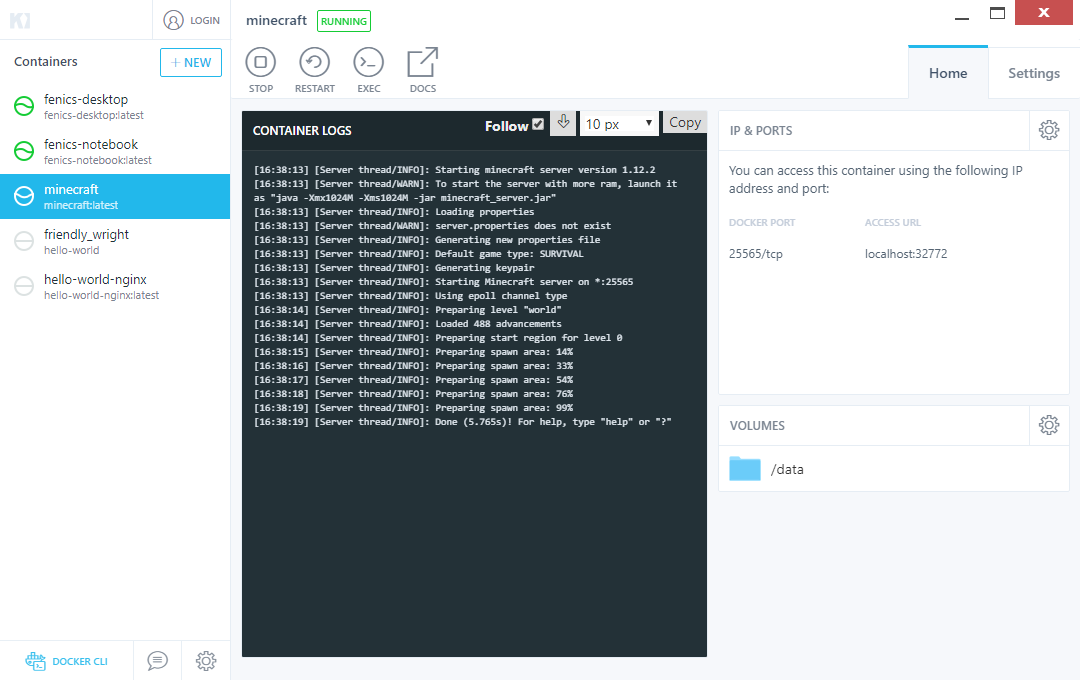 LOGIN
Containers
+ NEW
fenics-desktop
fenics-desktop:latest
fenics-notebook
fenics-notebook:latest
minecraft
minecraft:latest
friendly_wright
hello-world
hello-world-nginx
hello-world-nginx:latest
DOCKER CLI
minecraft RUNNING
STOP RESTART EXEC DOCS
Home Settings
CONTAINER LOGS Follow 10 px Copy
[16:38:13] [Server thread/INFO]: Starting minecraft server version 1.12.2
[16:38:13] [Server thread/WARN]: To start the server with more ram, launch it
as "java -Xmx1024M -Xms1024M -jar minecraft_server.jar"
[16:38:13] [Server thread/INFO]: Loading properties
[16:38:13] [Server thread/WARN]: server.properties does not exist
[16:38:13] [Server thread/INFO]: Generating new properties file
[16:38:13] [Server thread/INFO]: Default game type: SURVIVAL
[16:38:13] [Server thread/INFO]: Generating keypair
[16:38:13] [Server thread/INFO]: Starting Minecraft server on *:25565
[16:38:13] [Server thread/INFO]: Using epoll channel type
[16:38:14] [Server thread/INFO]: Preparing level "world"
[16:38:14] [Server thread/INFO]: Loaded 488 advancements
[16:38:14] [Server thread/INFO]: Preparing start region for level 0
[16:38:15] [Server thread/INFO]: Preparing spawn area: 14%
[16:38:16] [Server thread/INFO]: Preparing spawn area: 33%
[16:38:17] [Server thread/INFO]: Preparing spawn area: 54%
[16:38:18] [Server thread/INFO]: Preparing spawn area: 76%
[16:38:19] [Server thread/INFO]: Preparing spawn area: 99%
[16:38:19] [Server thread/INFO]: Done (5.765s)! For help, type "help" or "?"
IP & PORTS
You can access this container using the following IP
address and port:
DOCKER PORT ACCESS URL
25565/tcp localhost:32772
VOLUMES
/data